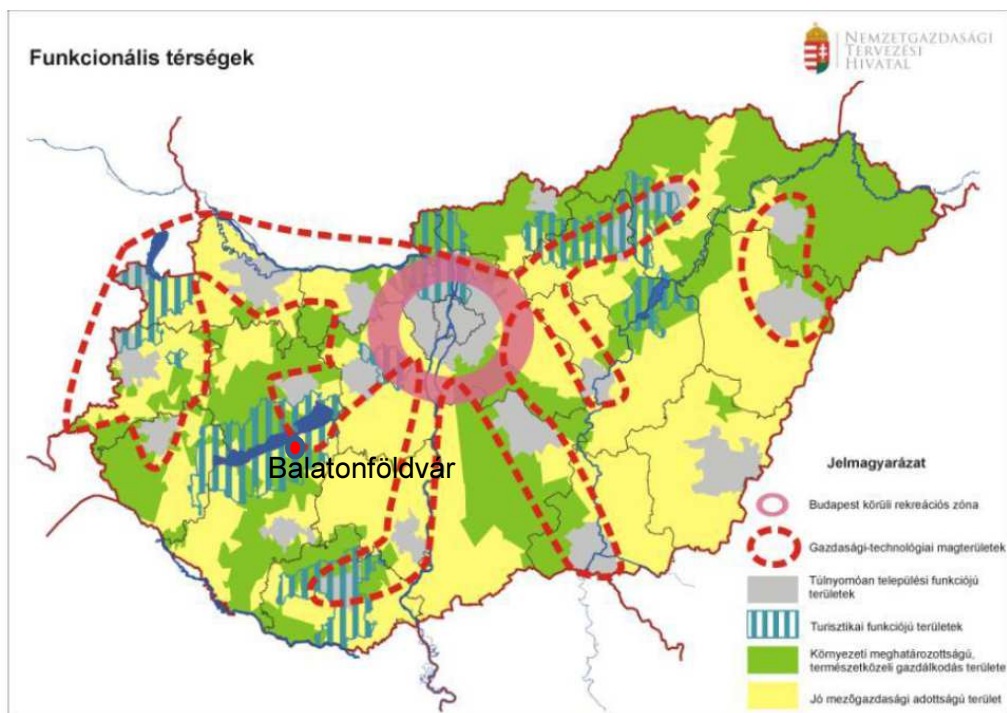 Funkcionális térségek
NEMZETGAZDASÁGI
TERVEZÉSI
HIVATAL
Balatonföldvár
Jelmagyarázat
Budapest körüli rekreációs zóna
Gazdasági-technológiai magterületek
Túlnyomóan települési funkciójú
területek
Turisztikai funkciójú területek
Környezeti meghatározottságú,
természetközeli gazdálkodás területe
Jó mezőgazdasági adottságú terület